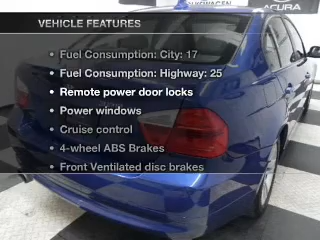 VOLKSWAGEN
ACURA
VEHICLE FEATURES
Fuel Consumption: City: 17
Fuel Consumption: Highway: 25
Remote power door locks
Power windows
Cruise control
4-wheel ABS Brakes
Front Ventilated disc brakes